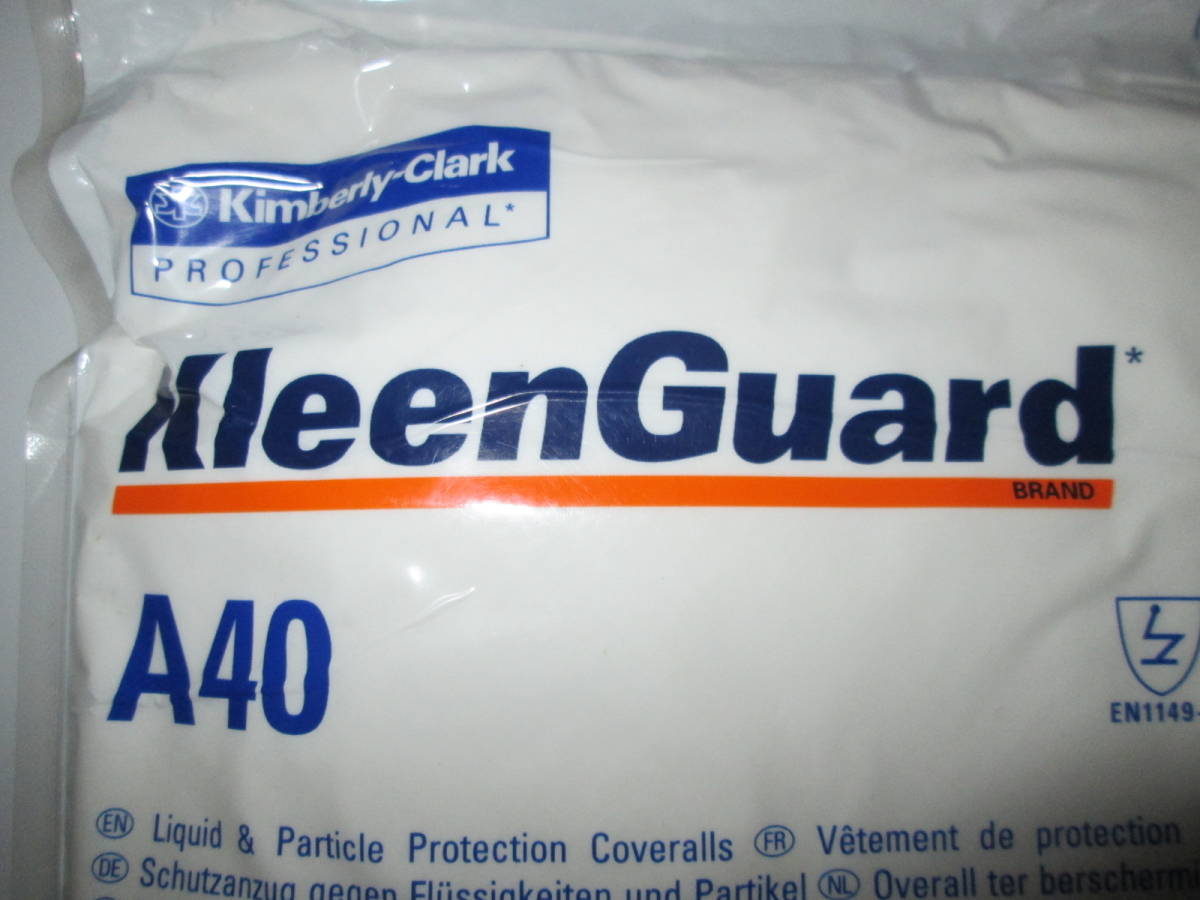 Kimberly-Clark
PROFESSIONAL*
KleenGuard*
BRAND
A40
EN1149-
EN Liquid & Particle Protection Coveralls FR Vêtement de protection
DE Schutzanzug gegen Flüssigkeiten und Partikel NL Overall ter